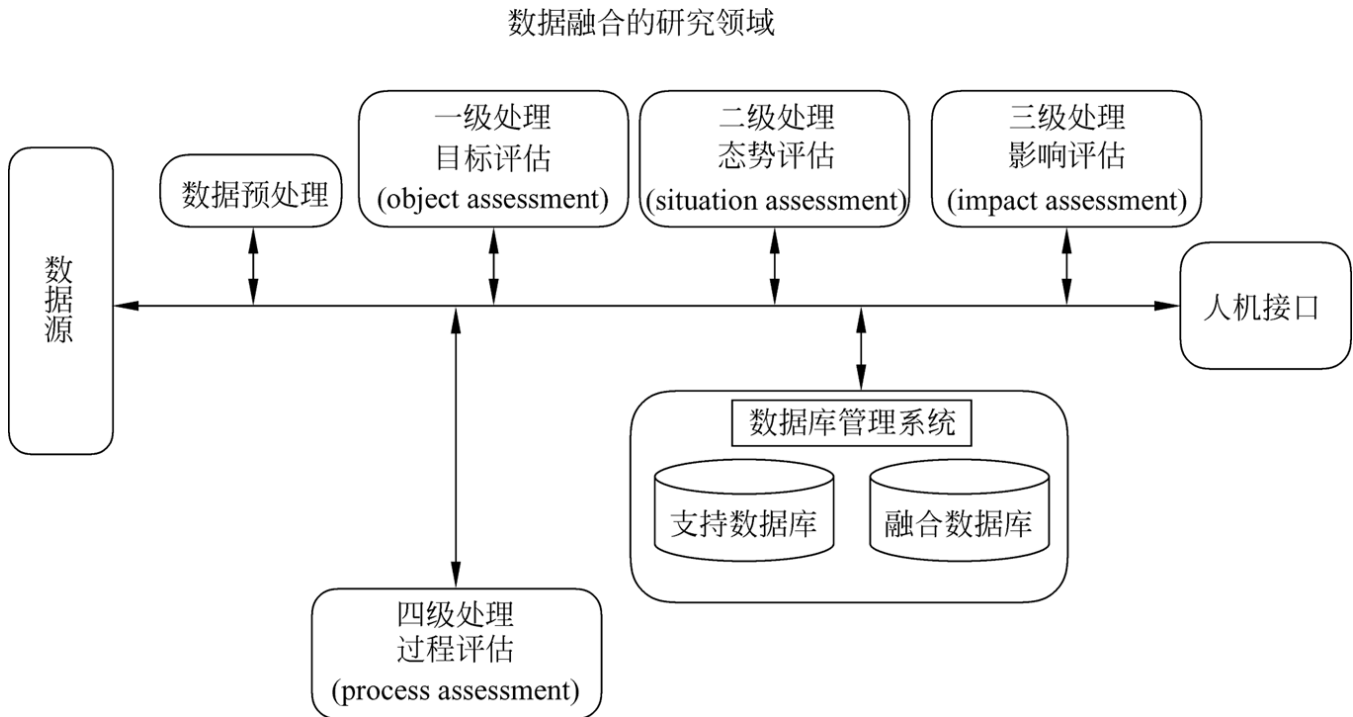 数据融合的研究领域
一级处理
目标评估
(object assessment)
二级处理
态势评估
(situation assessment)
三级处理
影响评估
(impact assessment)
数据预处理
数
据
源
人机接口
数据库管理系统
支持数据库
融合数据库
四级处理
过程评估
(process assessment)